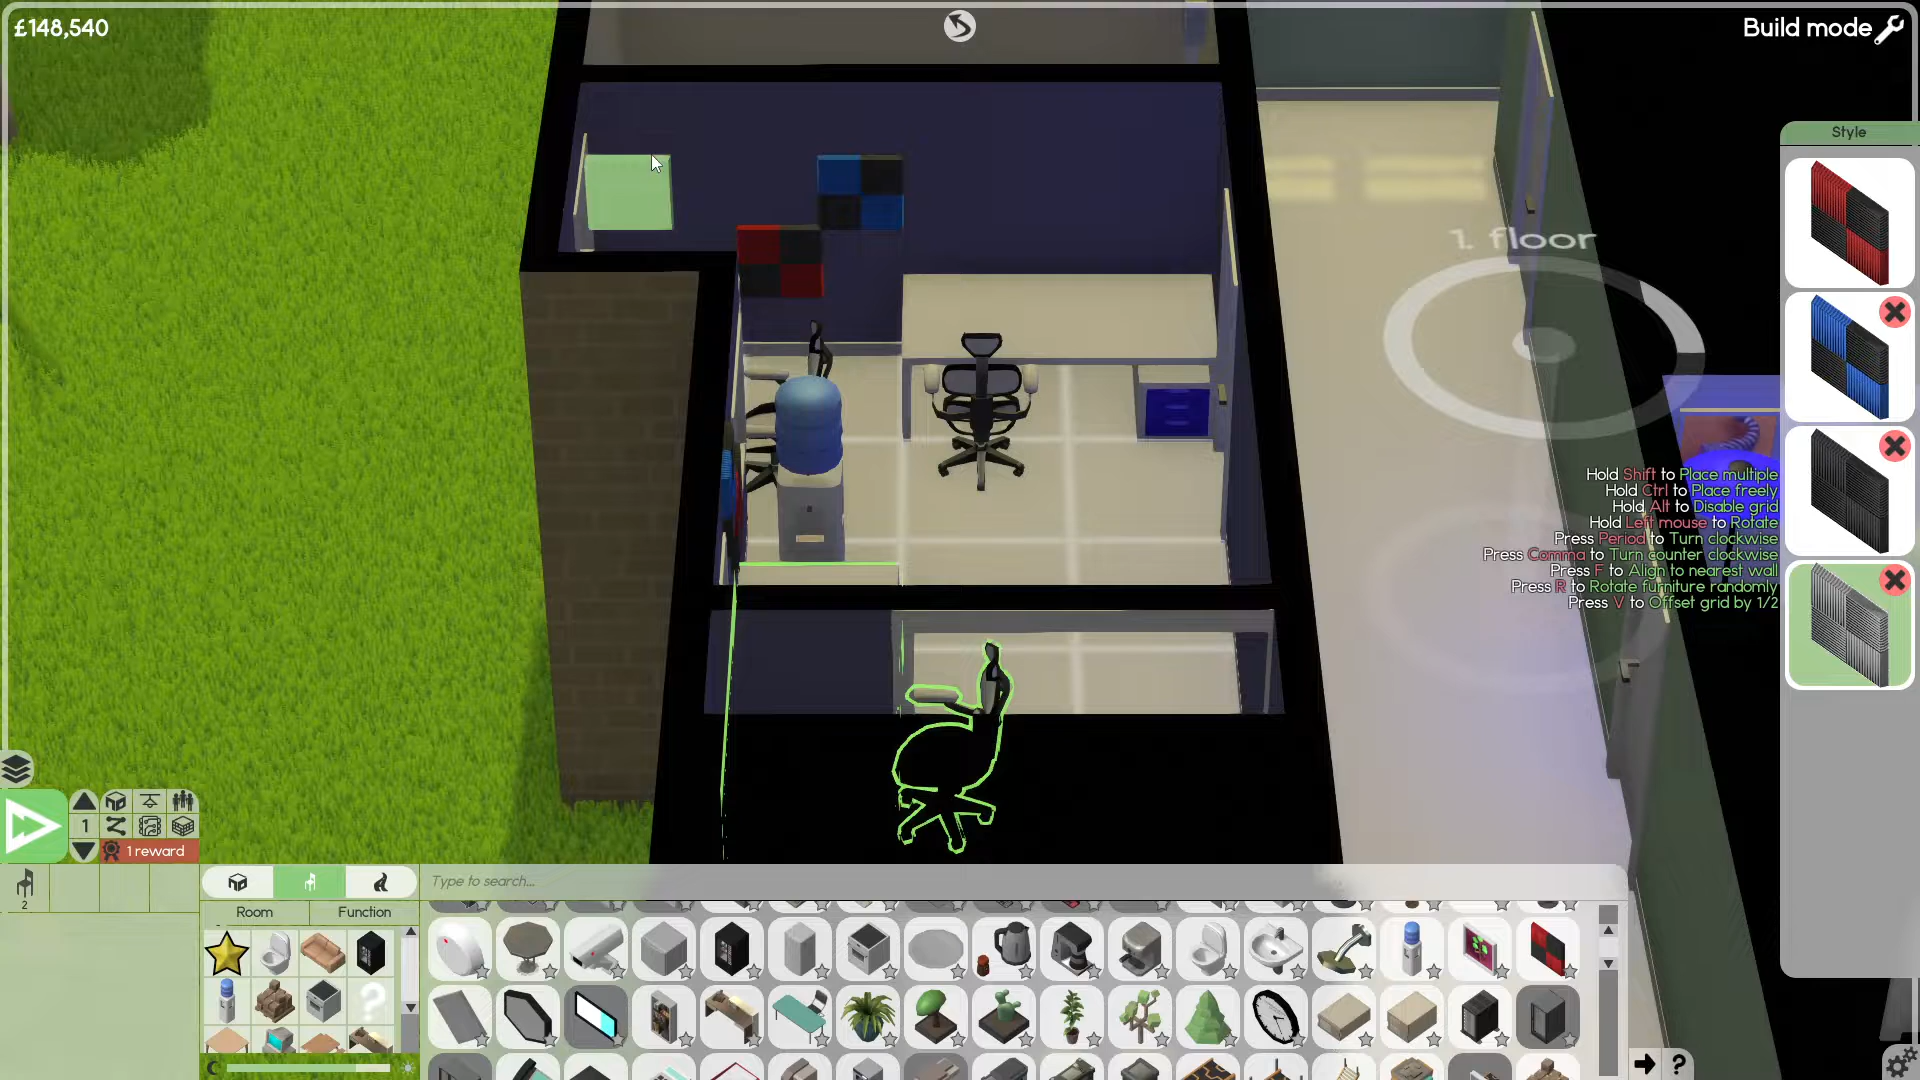 £148,540
Build mode
Style
1. floor
Hold Shift to Place multiple
Hold Ctrl to Place freely
Hold Alt to Disable grid
Hold Left mouse to Rotate
Press Period to Turn clockwise
Press Comma to Turn counter clockwise
Press F to Align to nearest wall
Press R to Rotate furniture randomly
Press V to Offset grid by 1/2
1
1 reward
2
Type to search...
Room
Function
?
?